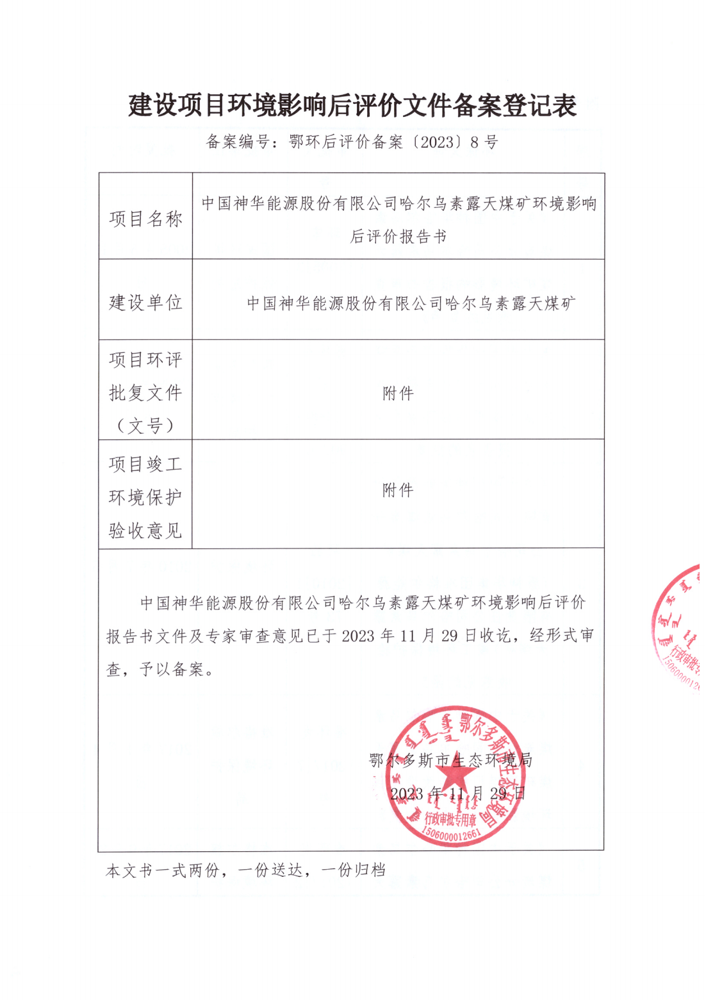 建设项目环境影响后评价文件备案登记表
备案编号：鄂环后评价备案〔2023〕8 号
项目名称
中国神华能源股份有限公司哈尔乌素露天煤矿环境影响
后评价报告书
建设单位
中国神华能源股份有限公司哈尔乌素露天煤矿
项目环评
批复文件
（文号）
附件
项目竣工
环境保护
验收意见
附件
中国神华能源股份有限公司哈尔乌素露天煤矿环境影响后评价
报告书文件及专家审查意见已于 2023 年 11 月 29 日收讫，经形式审
查，予以备案。
鄂尔多斯市生态环境局
2023 年 11 月 29 日
鄂尔多斯市生态环境局
行政审批专用章
1506000012661
行政审批专
15060000126
本文书一式两份，一份送达，一份归档